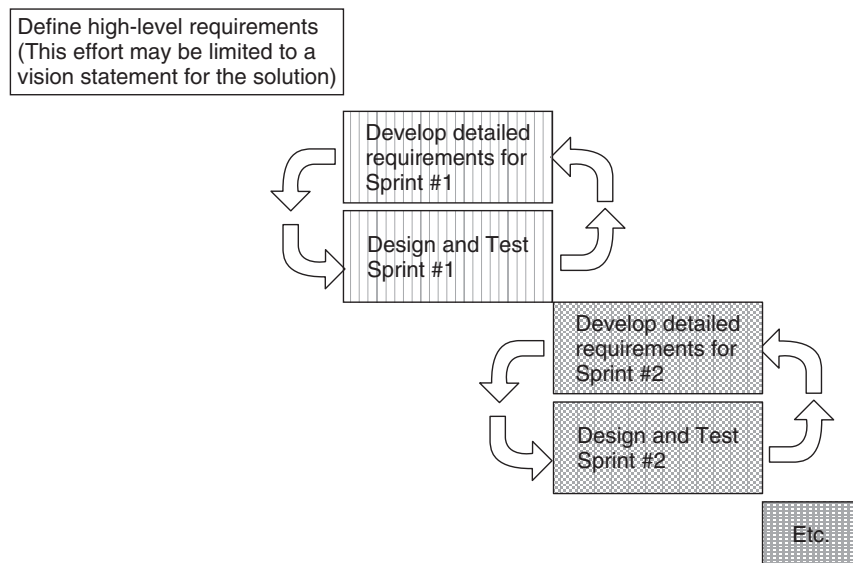 Define high-level requirements
(This effort may be limited to a
vision statement for the solution)
Develop detailed
requirements for
Sprint #1
Design and Test
Sprint #1
Develop detailed
requirements for
Sprint #2
Design and Test
Sprint #2
Etc.